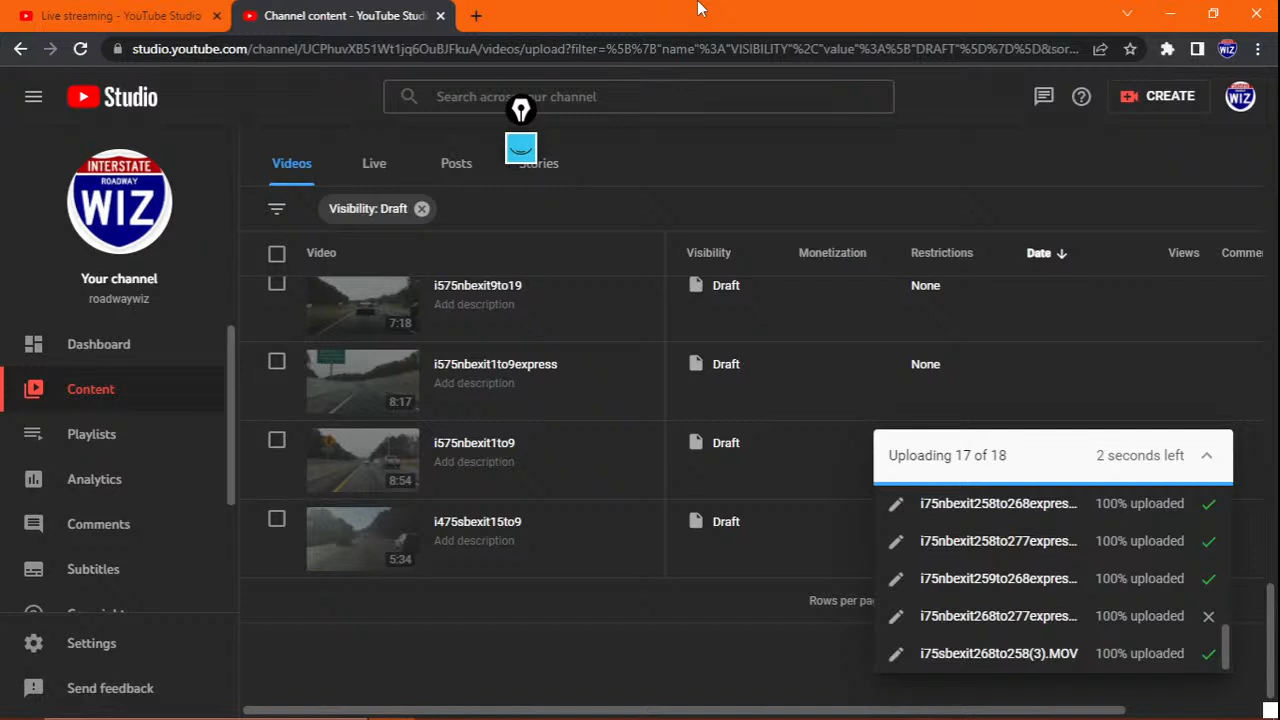 Live streaming - YouTube Studio
Channel content - YouTube Studi
studio.youtube.com/channel/UCPhuvXB51Wt1jq6OuBJFkuA/videos/upload?filter=%5B%7B"name"%3A"VISIBILITY"%2C"value"%3A%5B"DRAFT"%5D%7D%5D&sor...
WIZ
Studio
Search across your channel
CREATE
WIZ
INTERSTATE
ROADWAY
WIZ
Your channel
roadwaywiz
Dashboard
Content
Playlists
Analytics
Comments
Subtitles
Settings
Send feedback
Videos Live Posts Stories
Visibility: Draft
Video Visibility Monetization Restrictions Date Views Comme
i575nbexit9to19 Draft None
Add description
7:18
i575nbexit1to9express Draft None
Add description
8:17
i575nbexit1to9 Draft
Add description
8:54
i475sbexit15to9 Draft
Add description
5:34
Rows per pa
Uploading 17 of 18 2 seconds left
i75nbexit258to268expres... 100% uploaded
i75nbexit258to277expres... 100% uploaded
i75nbexit259to268expres... 100% uploaded
i75nbexit268to277expres... 100% uploaded
i75sbexit268to258(3).MOV 100% uploaded